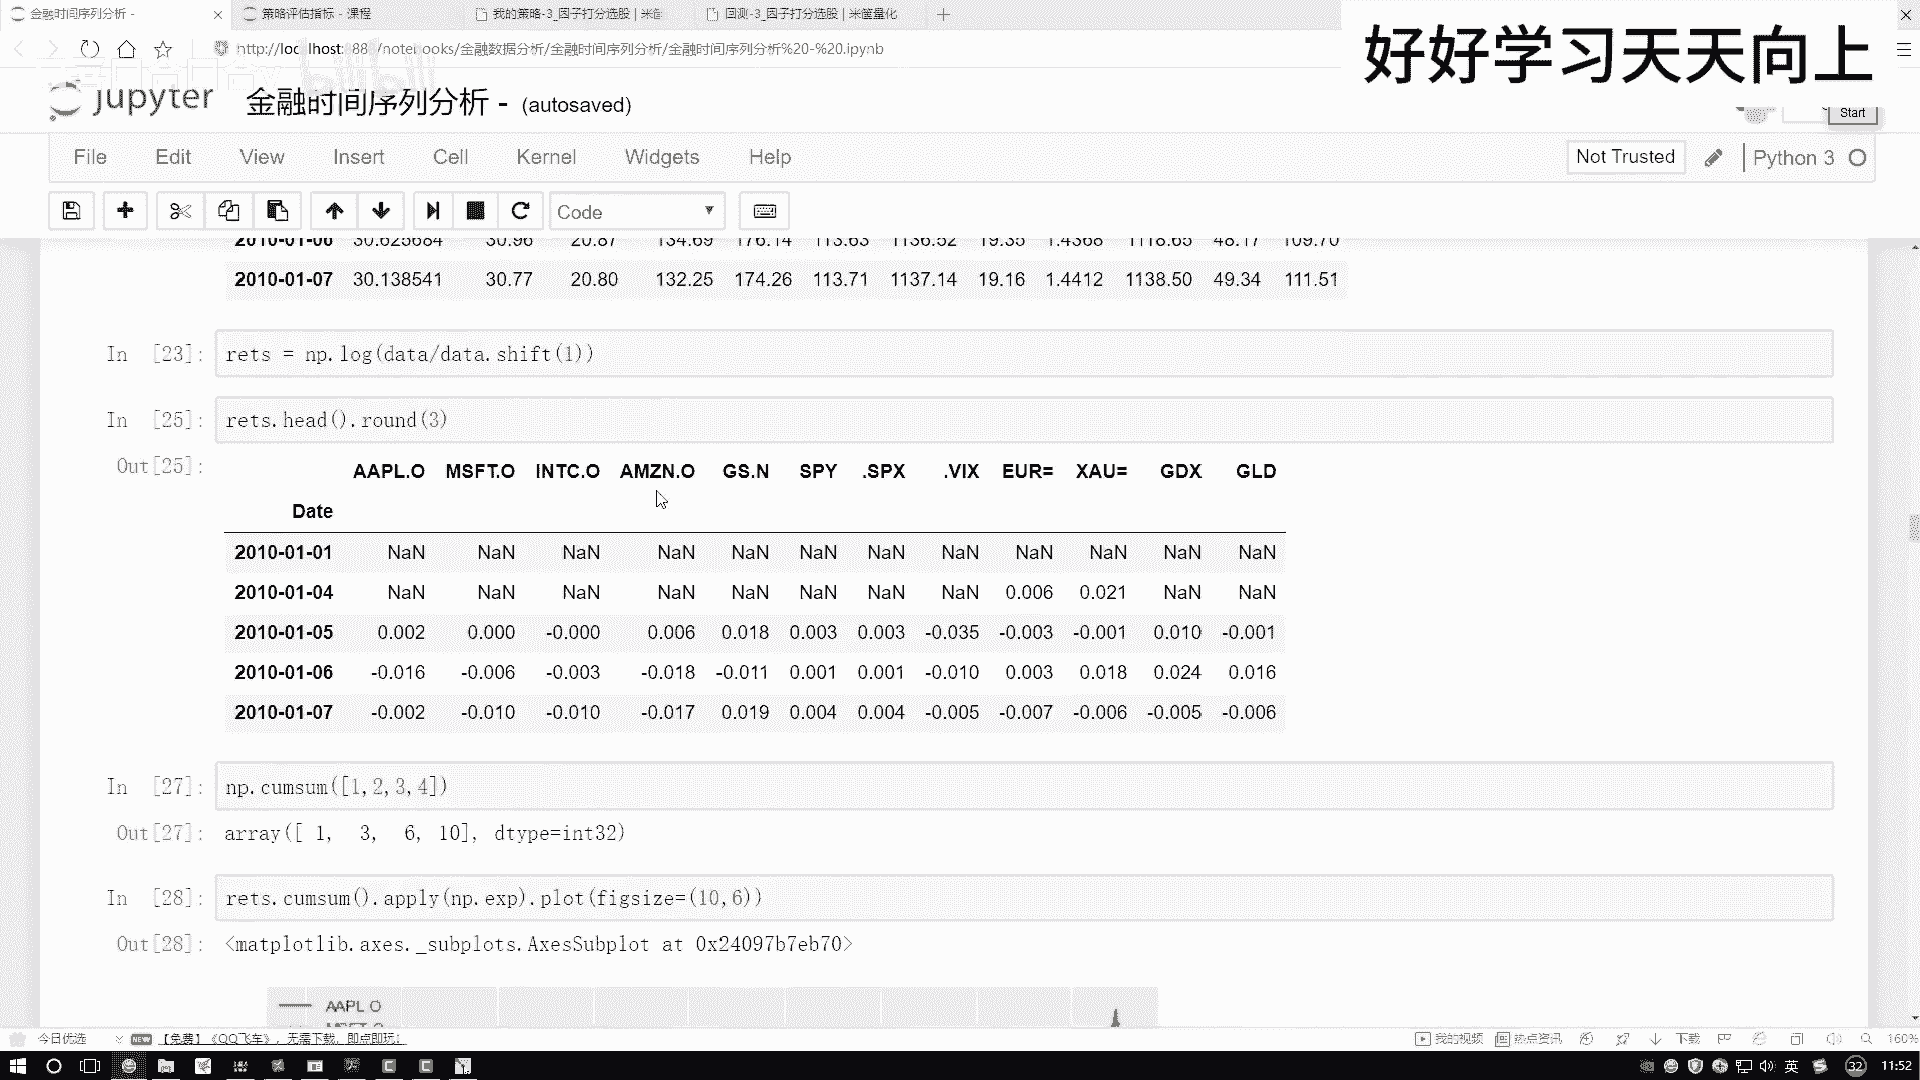 金融时间序列分析 - 策略评估指标 - 课程 我的策略-3_因子打分选股 | 米筐 回测-3_因子打分选股 | 米筐量化
http://localhost:888/notebooks/金融数据分析/金融时间序列分析/金融时间序列分析%20-%20.ipynb
好好学习天天向上
bilibili
jupyter 金融时间序列分析 - (autosaved)
Start
File Edit View Insert Cell Kernel Widgets Help
Not Trusted Python 3
Code
2010-01-06 30.625684 30.96 20.87 134.69 176.14 113.63 1136.52 19.35 1.4368 1118.65 48.17 109.70
2010-01-07 30.138541 30.77 20.80 132.25 174.26 113.71 1137.14 19.16 1.4412 1138.50 49.34 111.51
In [23]: rets = np.log(data/data.shift(1))
In [25]: rets.head().round(3)
Out[25]:
AAPL.O MSFT.O INTC.O AMZN.O GS.N SPY .SPX .VIX EUR= XAU= GDX GLD
Date
2010-01-01 NaN NaN NaN NaN NaN NaN NaN NaN NaN NaN NaN NaN
2010-01-04 NaN NaN NaN NaN NaN NaN NaN NaN 0.006 0.021 NaN NaN
2010-01-05 0.002 0.000 -0.000 0.006 0.018 0.003 0.003 -0.035 -0.003 -0.001 0.010 -0.001
2010-01-06 -0.016 -0.006 -0.003 -0.018 -0.011 0.001 0.001 -0.010 0.003 0.018 0.024 0.016
2010-01-07 -0.002 -0.010 -0.010 -0.017 0.019 0.004 0.004 -0.005 -0.007 -0.006 -0.005 -0.006
In [27]: np.cumsum([1,2,3,4])
Out[27]: array([ 1, 3, 6, 10], dtype=int32)
In [28]: rets.cumsum().apply(np.exp).plot(figsize=(10,6))
Out[28]: <matplotlib.axes._subplots.AxesSubplot at 0x24097b7eb70>
AAPL.O
MSFT.O
今日优选 NEW 【免费】《QQ飞车》，无需下载，即点即玩! 我的视频 热点资讯 下载 160%
英 32 11:52